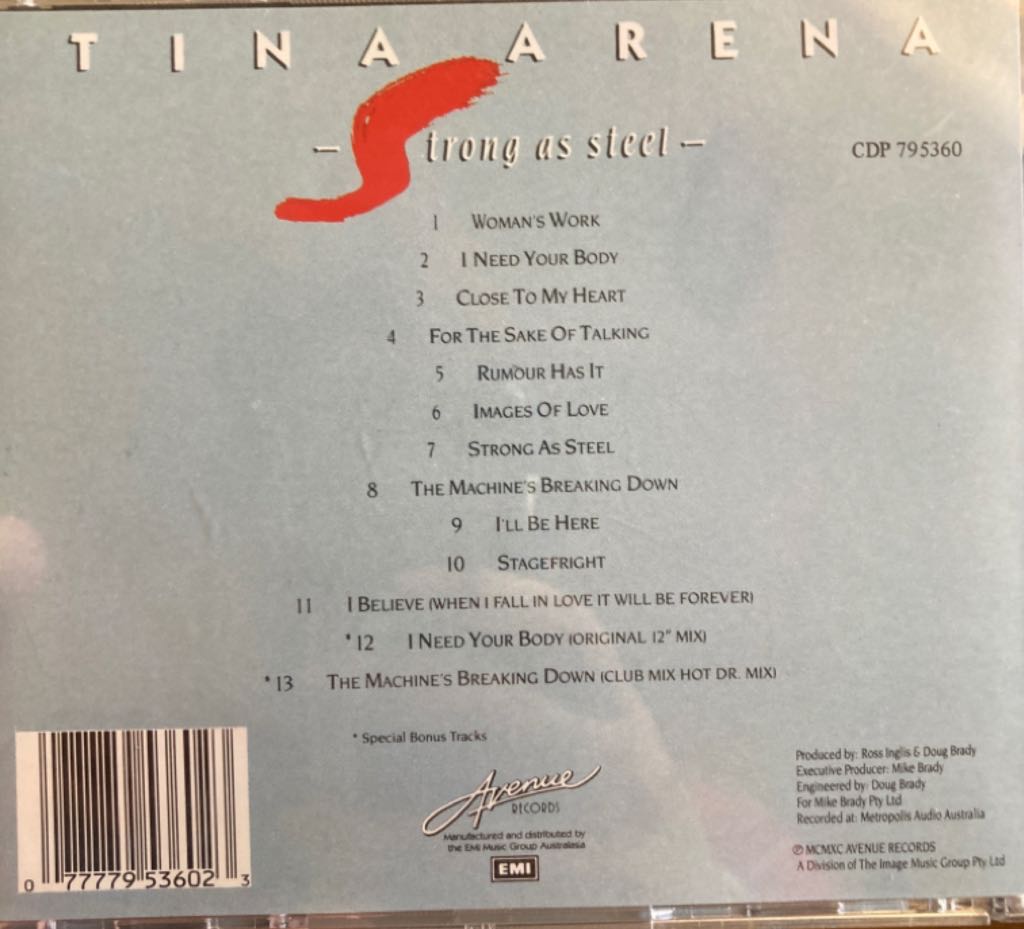 TINA ARENA
– Strong as steel –
CDP 795360
1 WOMAN'S WORK
2 I NEED YOUR BODY
3 CLOSE TO MY HEART
4 FOR THE SAKE OF TALKING
5 RUMOUR HAS IT
6 IMAGES OF LOVE
7 STRONG AS STEEL
8 THE MACHINE'S BREAKING DOWN
9 I'LL BE HERE
10 STAGEFRIGHT
11 I BELIEVE (WHEN I FALL IN LOVE IT WILL BE FOREVER)
*12 I NEED YOUR BODY (ORIGINAL 12" MIX)
*13 THE MACHINE'S BREAKING DOWN (CLUB MIX HOT DR. MIX)
* Special Bonus Tracks
Avenue
RECORDS
Manufactured and distributed by
the EMI Music Group Australasia
EMI
Produced by: Ross Inglis & Doug Brady
Executive Producer: Mike Brady
Engineered by: Doug Brady
For Mike Brady Pty Ltd
Recorded at: Metropolis Audio Australia
℗ MCMXC AVENUE RECORDS
A Division of The Image Music Group Pty Ltd
0 77779 53602 3